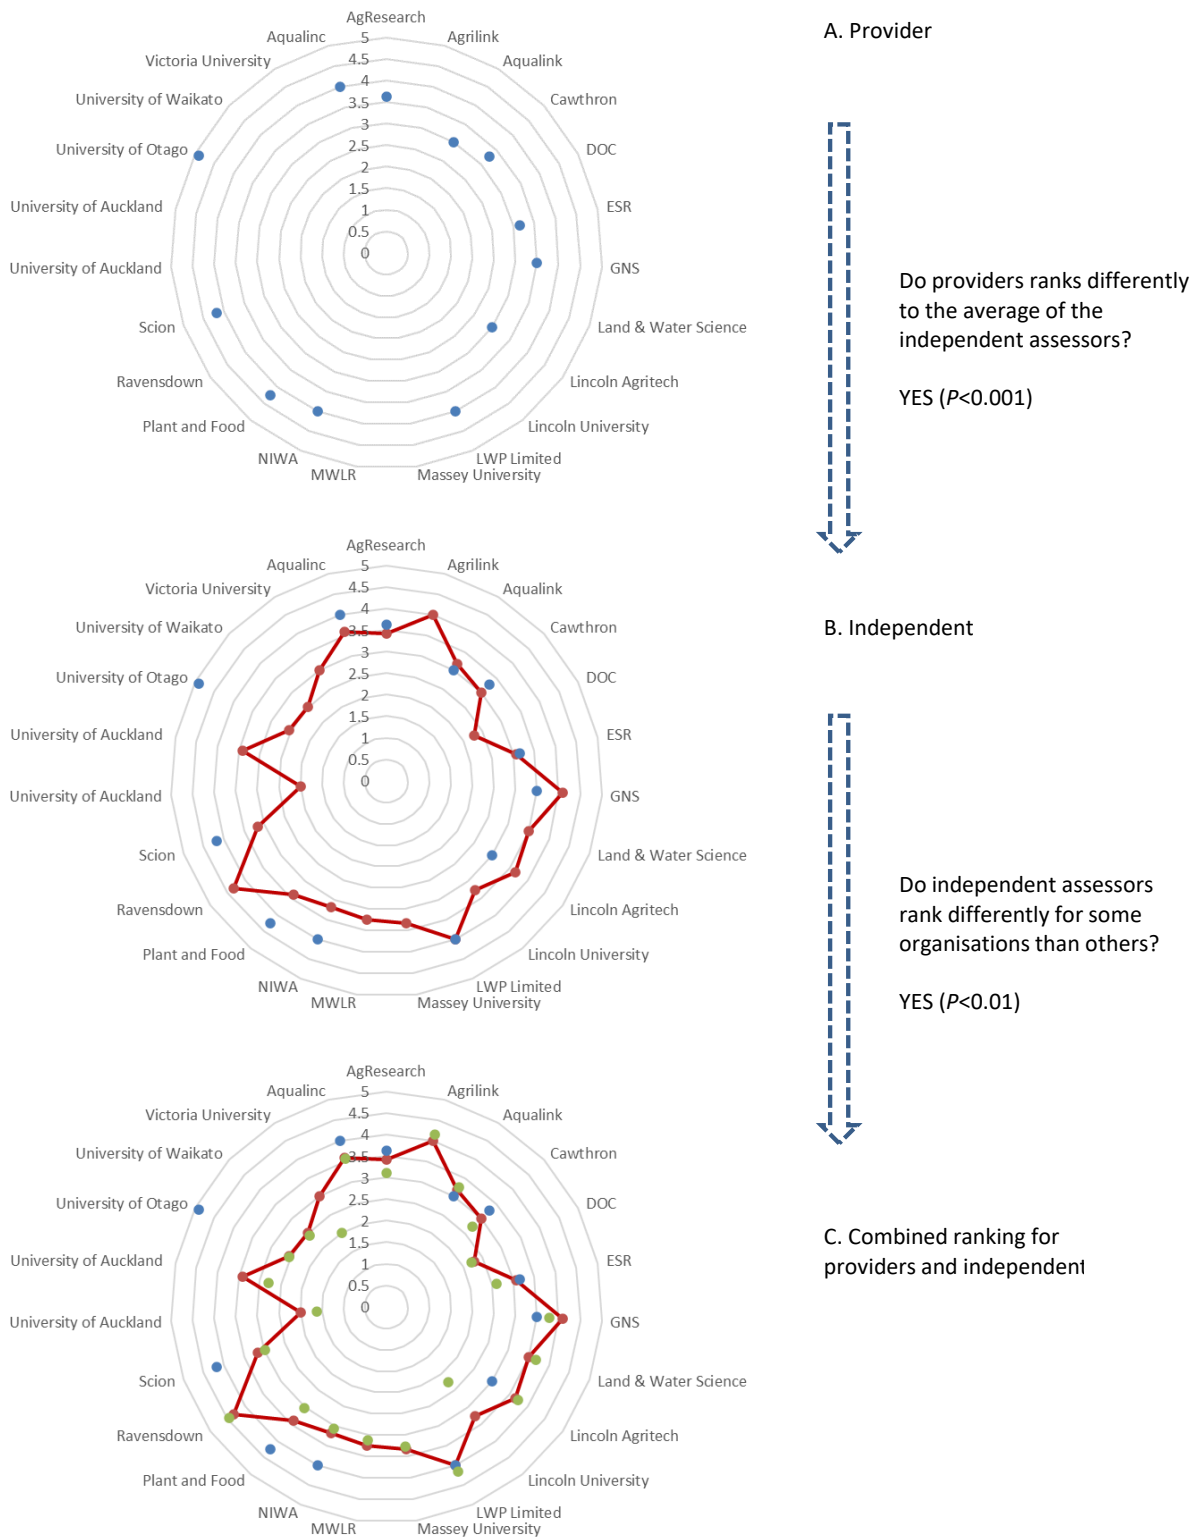 AgResearch
Agrilink
Aqualink
Cawthron
DOC
ESR
GNS
Land & Water Science
Lincoln Agritech
Lincoln University
LWP Limited
Massey University
MWLR
NIWA
Plant and Food
Ravensdown
Scion
University of Auckland
University of Auckland
University of Otago
University of Waikato
Victoria University
Aqualinc
5
4.5
4
3.5
3
2.5
2
1.5
1
0.5
0
A. Provider
Do providers ranks differently
to the average of the
independent assessors?
YES (P<0.001)
AgResearch
Agrilink
Aqualink
Cawthron
DOC
ESR
GNS
Land & Water Science
Lincoln Agritech
Lincoln University
LWP Limited
Massey University
MWLR
NIWA
Plant and Food
Ravensdown
Scion
University of Auckland
University of Auckland
University of Otago
University of Waikato
Victoria University
Aqualinc
5
4.5
4
3.5
3
2.5
2
1.5
1
0.5
0
B. Independent
Do independent assessors
rank differently for some
organisations than others?
YES (P<0.01)
AgResearch
Agrilink
Aqualink
Cawthron
DOC
ESR
GNS
Land & Water Science
Lincoln Agritech
Lincoln University
LWP Limited
Massey University
MWLR
NIWA
Plant and Food
Ravensdown
Scion
University of Auckland
University of Auckland
University of Otago
University of Waikato
Victoria University
Aqualinc
5
4.5
4
3.5
3
2.5
2
1.5
1
0.5
0
C. Combined ranking for
providers and independent